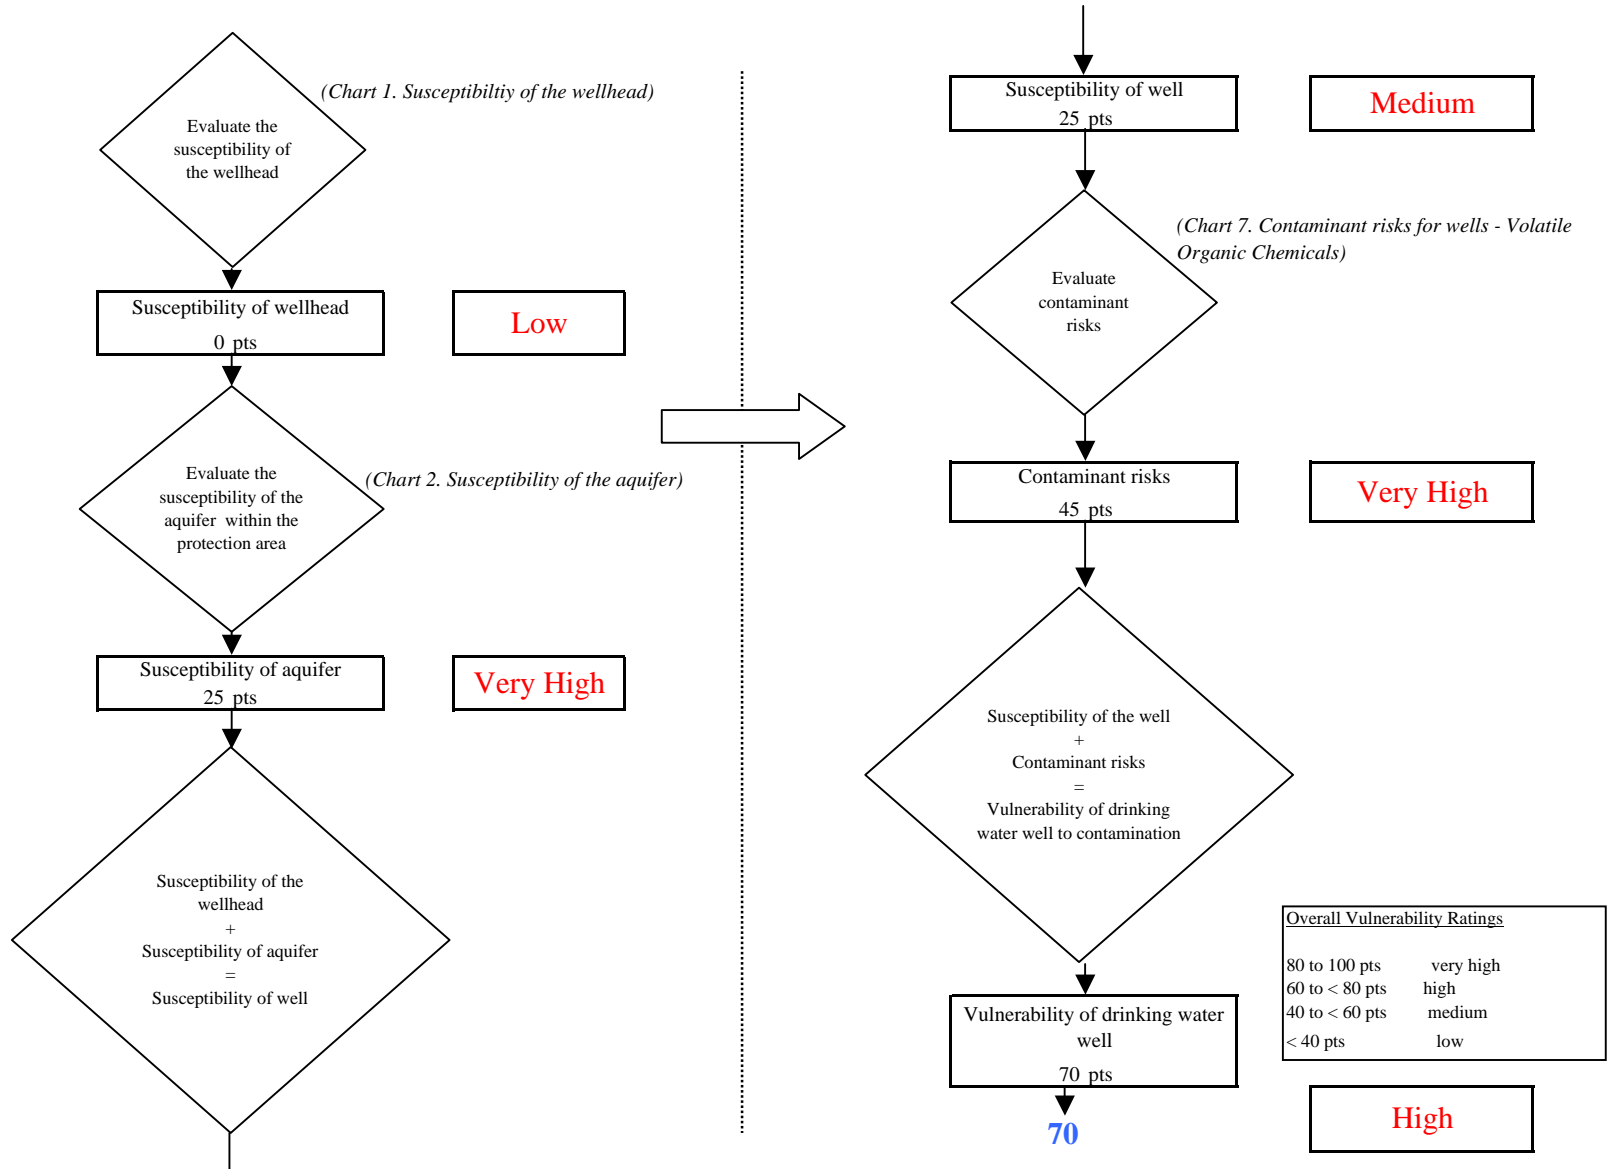 (Chart 1. Susceptibiltiy of the wellhead)
Evaluate the
susceptibility of
the wellhead
Susceptibility of wellhead
0 pts
Low
Evaluate the
susceptibility of the
aquifer within the
protection area
(Chart 2. Susceptibility of the aquifer)
Susceptibility of aquifer
25 pts
Very High
Susceptibility of the
wellhead
+
Susceptibility of aquifer
=
Susceptibility of well
Susceptibility of well
25 pts
Medium
(Chart 7. Contaminant risks for wells - Volatile
Organic Chemicals)
Evaluate
contaminant
risks
Contaminant risks
45 pts
Very High
Susceptibility of the well
+
Contaminant risks
=
Vulnerability of drinking
water well to contamination
Vulnerability of drinking water
well
70 pts
70
Overall Vulnerability Ratings
80 to 100 pts very high
60 to < 80 pts high
40 to < 60 pts medium
< 40 pts low
High